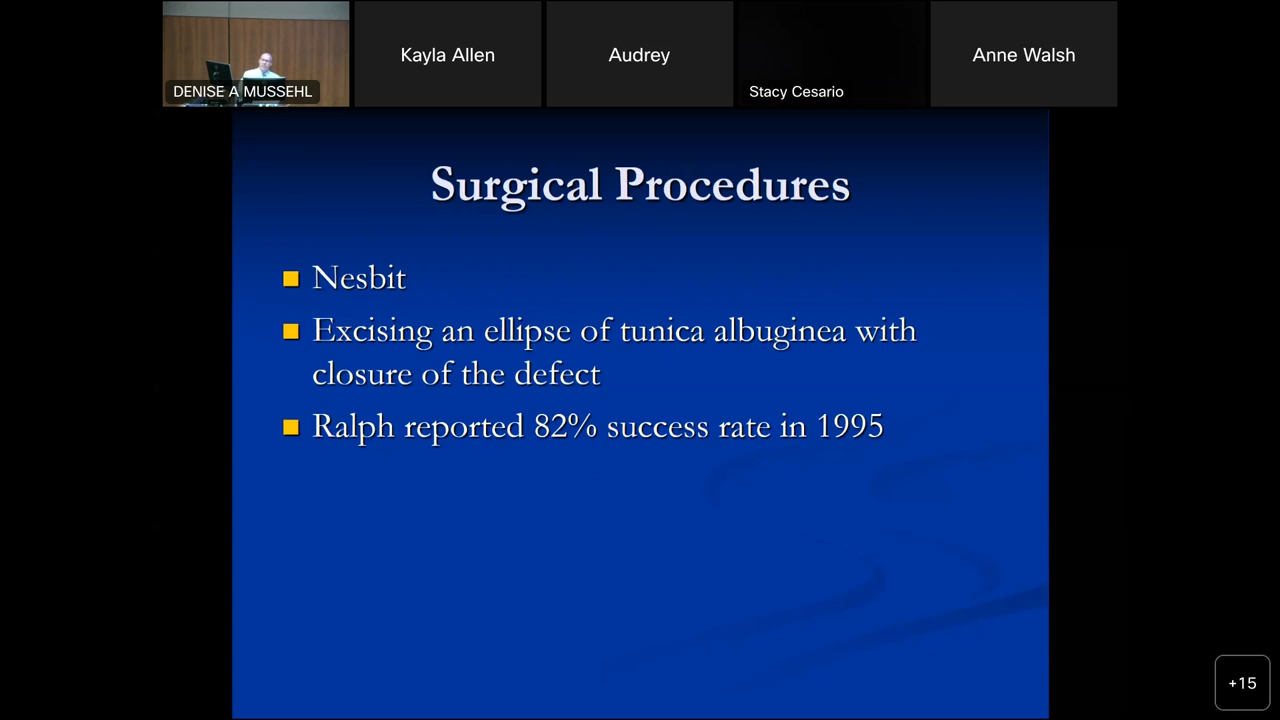 DENISE A MUSSEHL
Kayla Allen
Audrey
Stacy Cesario
Anne Walsh
Surgical Procedures
Nesbit
Excising an ellipse of tunica albuginea with
closure of the defect
Ralph reported 82% success rate in 1995
+15